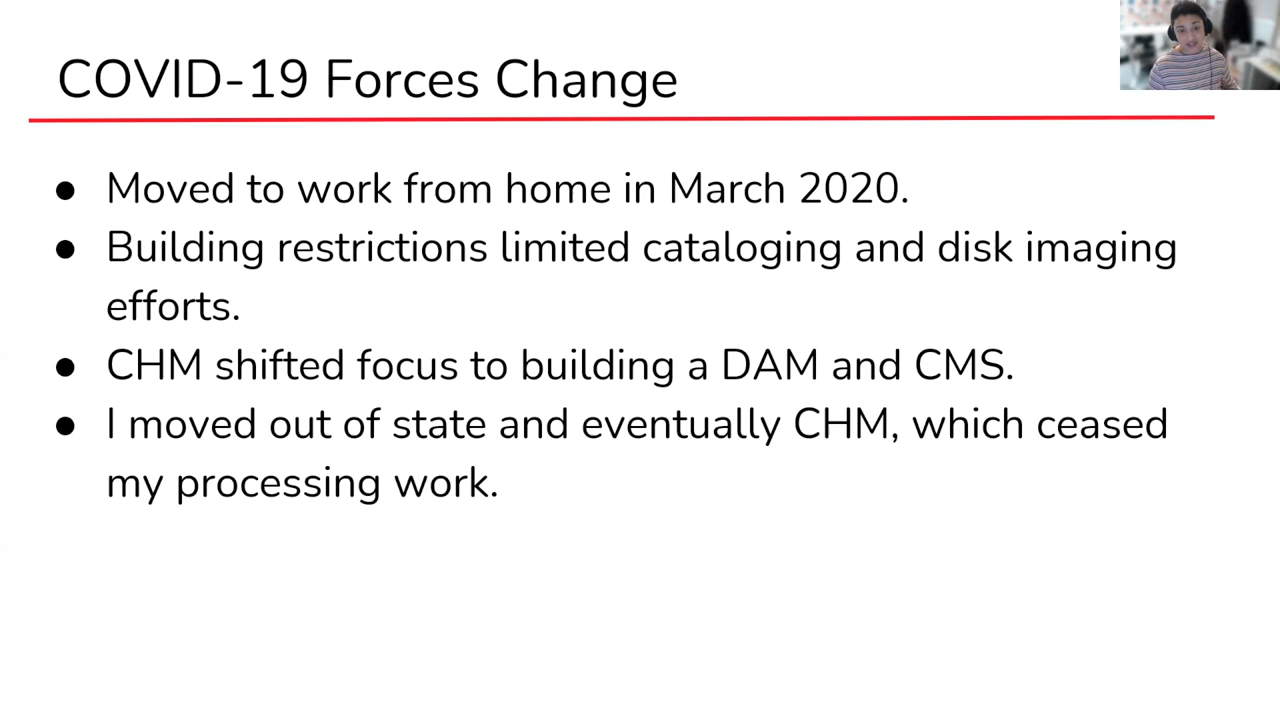 COVID-19 Forces Change
● Moved to work from home in March 2020.
● Building restrictions limited cataloging and disk imaging
efforts.
● CHM shifted focus to building a DAM and CMS.
● I moved out of state and eventually CHM, which ceased
my processing work.